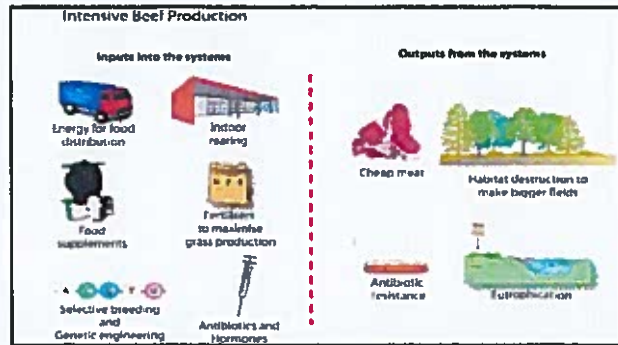 Intensive Beef Production
Inputs into the systems
Energy for food
distribution
Indoor
rearing
Food
supplements
Fertilisers
to maximise
grass production
Selective breeding
and
Genetic engineering
Antibiotics and
Hormones
Outputs from the systems
Cheap meat
Habitat destruction to
make bigger fields
Antibiotic
resistance
Eutrophication